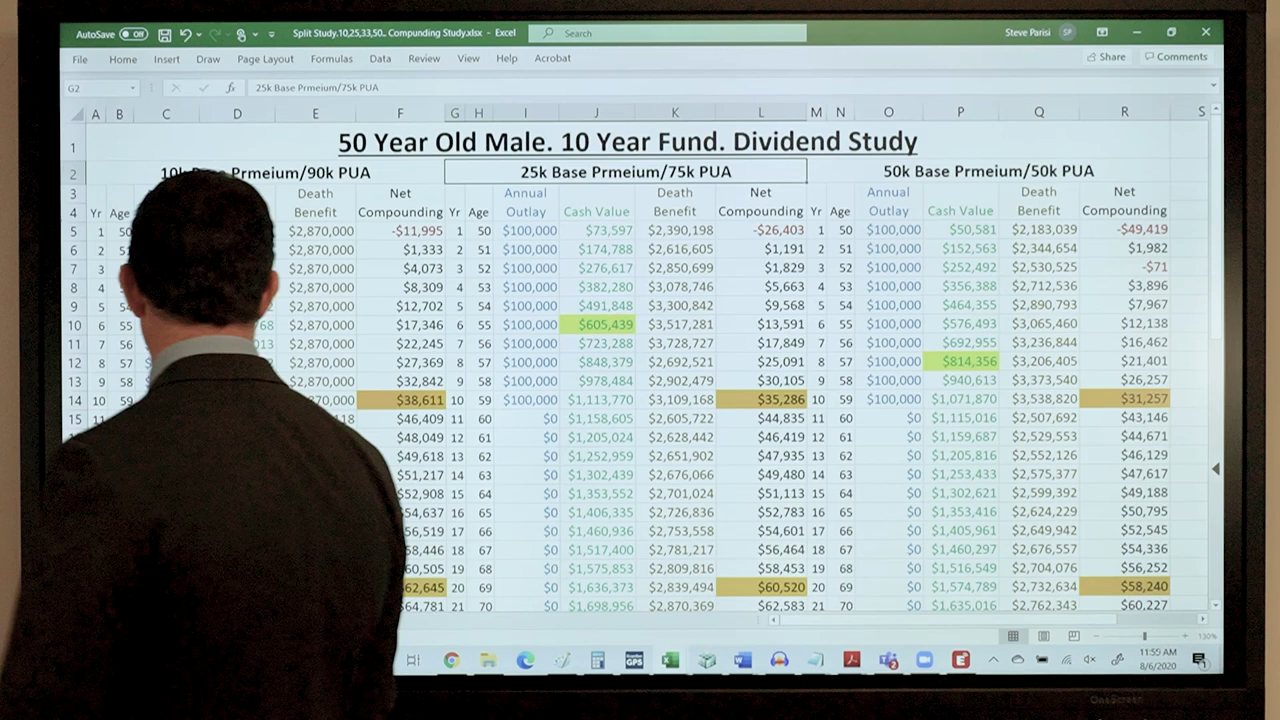 AutoSave Off Split Study.10,25,33,50.. Compunding Study.xlsx - Excel Search Steve Parisi SP
File Home Insert Draw Page Layout Formulas Data Review View Help Acrobat Share Comments
G2 fx 25k Base Prmeium/75k PUA
A B C D E F G H I J K L M N O P Q R S
1 50 Year Old Male. 10 Year Fund. Dividend Study
2 Prmeium/90k PUA 25k Base Prmeium/75k PUA 50k Base Prmeium/50k PUA
3 Death Net Annual Death Net Annual Death Net
4 Yr Age Benefit Compounding Yr Age Outlay Cash Value Benefit Compounding Yr Age Outlay Cash Value Benefit Compounding
5 1 50 $2,870,000 -$11,995 1 50 $100,000 $73,597 $2,390,198 -$26,403 1 50 $100,000 $50,581 $2,183,039 -$49,419
6 2 $2,870,000 $1,333 2 51 $100,000 $174,788 $2,616,605 $1,191 2 51 $100,000 $152,563 $2,344,654 $1,982
7 3 $2,870,000 $4,073 3 52 $100,000 $276,617 $2,850,699 $1,829 3 52 $100,000 $252,492 $2,530,525 -$71
8 4 $2,870,000 $8,309 4 53 $100,000 $382,280 $3,078,746 $5,663 4 53 $100,000 $356,388 $2,712,536 $3,896
9 5 54 $2,870,000 $12,702 5 54 $100,000 $491,848 $3,300,842 $9,568 5 54 $100,000 $464,355 $2,890,793 $7,967
10 6 55 68 $2,870,000 $17,346 6 55 $100,000 $605,439 $3,517,281 $13,591 6 55 $100,000 $576,493 $3,065,460 $12,138
11 7 56 013 $2,870,000 $22,245 7 56 $100,000 $723,288 $3,728,727 $17,849 7 56 $100,000 $692,955 $3,236,844 $16,462
12 8 57 $2,870,000 $27,369 8 57 $100,000 $848,379 $2,692,521 $25,091 8 57 $100,000 $814,356 $3,206,405 $21,401
13 9 58 $2,870,000 $32,842 9 58 $100,000 $978,484 $2,902,479 $30,105 9 58 $100,000 $940,613 $3,373,540 $26,257
14 10 59 870,000 $38,611 10 59 $100,000 $1,113,770 $3,109,168 $35,286 10 59 $100,000 $1,071,870 $3,538,820 $31,257
15 11 18 $46,409 11 60 $0 $1,158,605 $2,605,722 $44,835 11 60 $0 $1,115,016 $2,507,692 $43,146
$48,049 12 61 $0 $1,205,024 $2,628,442 $46,419 12 61 $0 $1,159,687 $2,529,553 $44,671
$49,618 13 62 $0 $1,252,959 $2,651,902 $47,935 13 62 $0 $1,205,816 $2,552,126 $46,129
$51,217 14 63 $0 $1,302,439 $2,676,066 $49,480 14 63 $0 $1,253,433 $2,575,377 $47,617
$52,908 15 64 $0 $1,353,552 $2,701,024 $51,113 15 64 $0 $1,302,621 $2,599,392 $49,188
$54,637 16 65 $0 $1,406,335 $2,726,836 $52,783 16 65 $0 $1,353,416 $2,624,229 $50,795
56,519 17 66 $0 $1,460,936 $2,753,558 $54,601 17 66 $0 $1,405,961 $2,649,942 $52,545
58,446 18 67 $0 $1,517,400 $2,781,217 $56,464 18 67 $0 $1,460,297 $2,676,557 $54,336
60,505 19 68 $0 $1,575,853 $2,809,816 $58,453 19 68 $0 $1,516,549 $2,704,076 $56,252
62,645 20 69 $0 $1,636,373 $2,839,494 $60,520 20 69 $0 $1,574,789 $2,732,634 $58,240
$64,781 21 70 $0 $1,698,956 $2,870,369 $62,583 21 70 $0 $1,635,016 $2,762,343 $60,227
130%
GPS 11:55 AM
8/6/2020
OneScreen